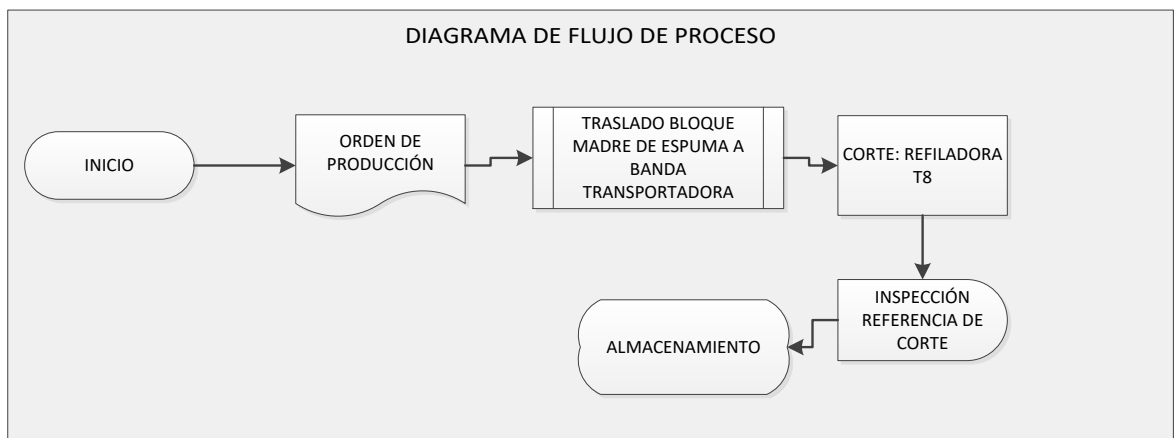 DIAGRAMA DE FLUJO DE PROCESO
INICIO
ORDEN DE
PRODUCCIÓN
TRASLADO BLOQUE
MADRE DE ESPUMA A
BANDA
TRANSPORTADORA
CORTE: REFILADORA
T8
INSPECCIÓN
REFERENCIA DE
CORTE
ALMACENAMIENTO